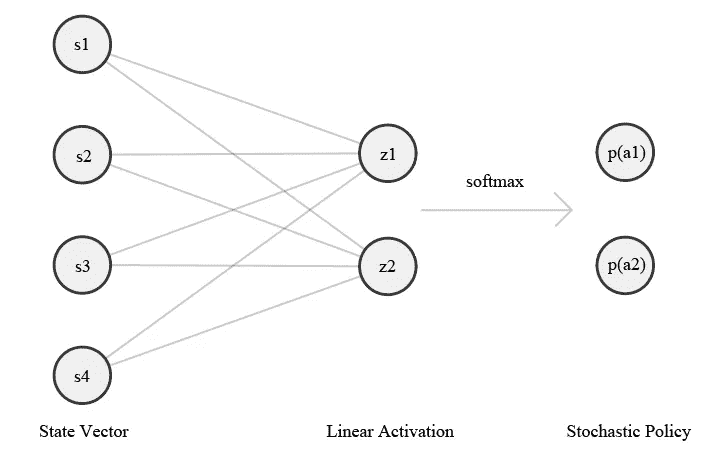 s1
s2
s3
s4
z1
z2
softmax
p(a1)
p(a2)
State Vector
Linear Activation
Stochastic Policy